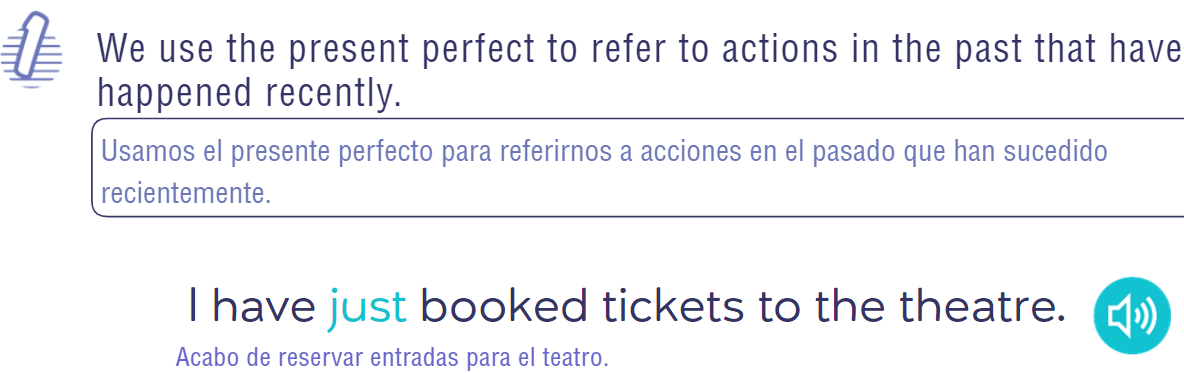 We use the present perfect to refer to actions in the past that have
happened recently.
Usamos el presente perfecto para referirnos a acciones en el pasado que han sucedido
recientemente.
I have just booked tickets to the theatre.
Acabo de reservar entradas para el teatro.